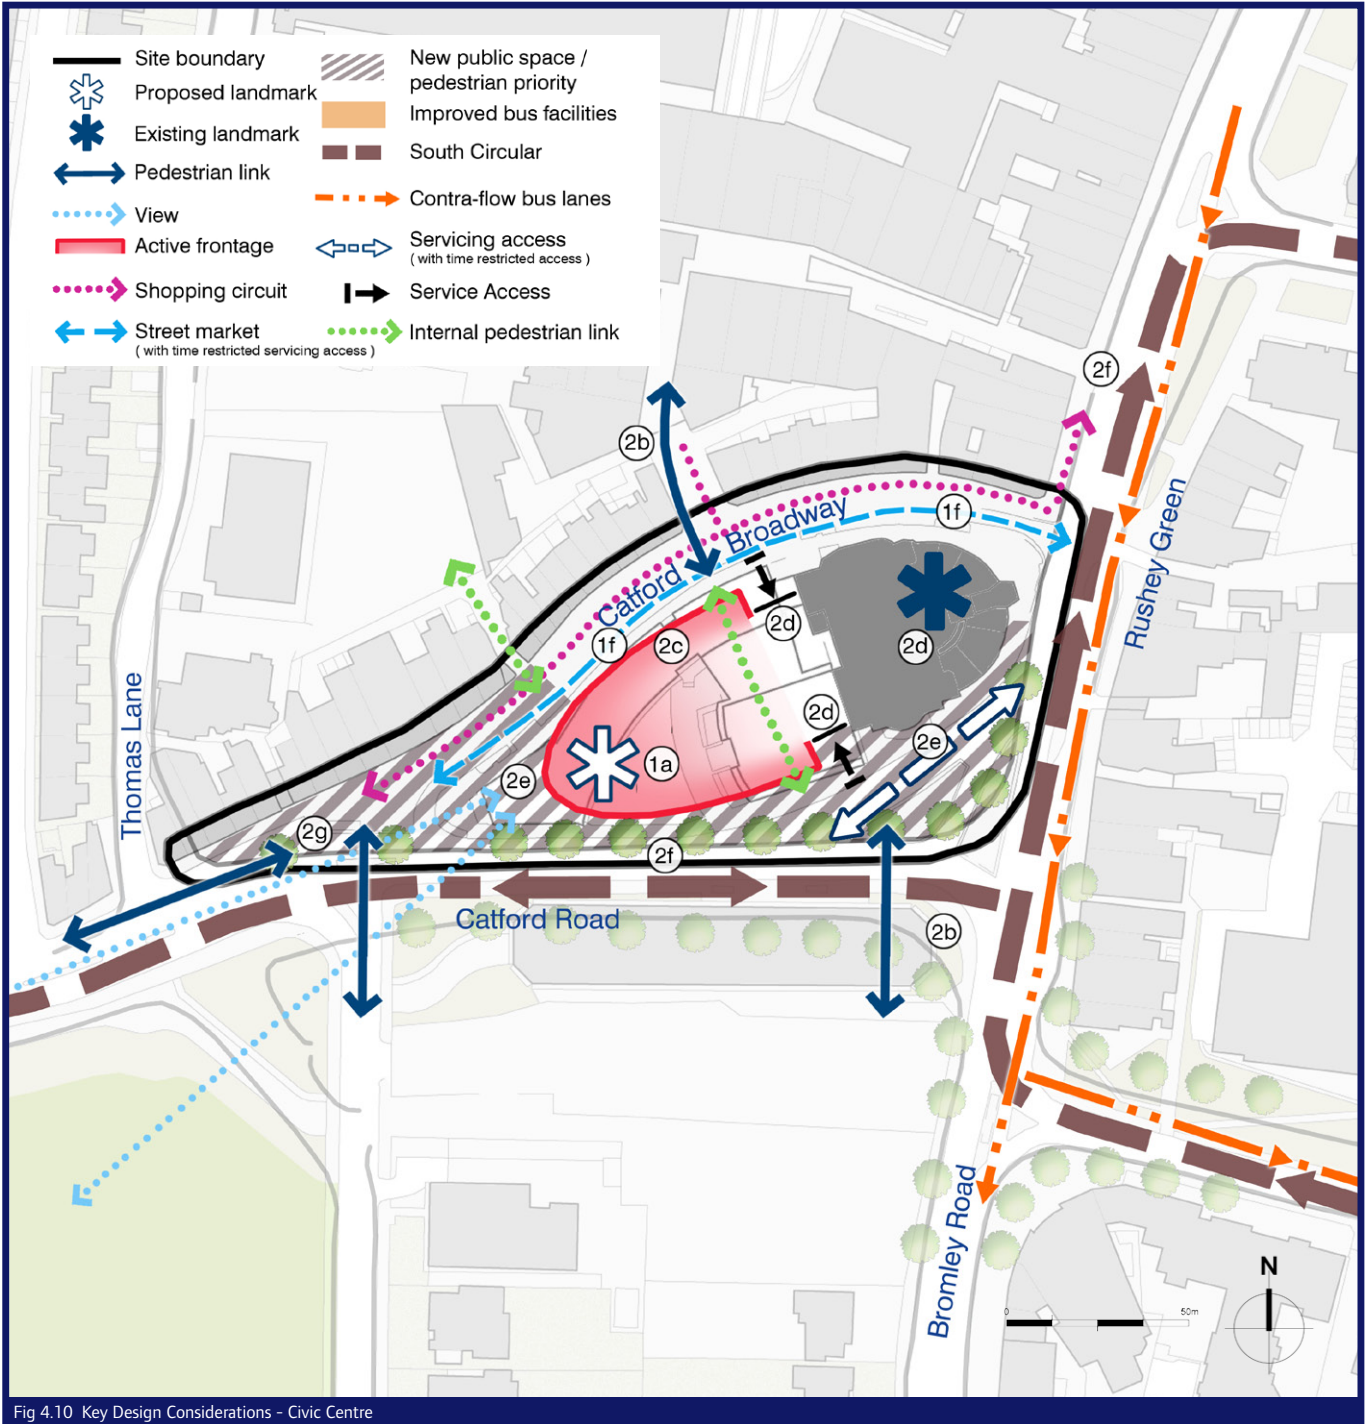 Site boundary
Proposed landmark
Existing landmark
Pedestrian link
View
Active frontage
Shopping circuit
Street market
( with time restricted servicing access )
New public space /
pedestrian priority
Improved bus facilities
South Circular
Contra-flow bus lanes
Servicing access
( with time restricted access )
Service Access
Internal pedestrian link
2f
2b
1f
Catford Broadway
Rushey Green
2d
1f
2c
2d
2d
Thomas Lane
1a
2e
2e
2g
2f
Catford Road
2b
Bromley Road
0
50m
N
Fig 4.10 Key Design Considerations - Civic Centre